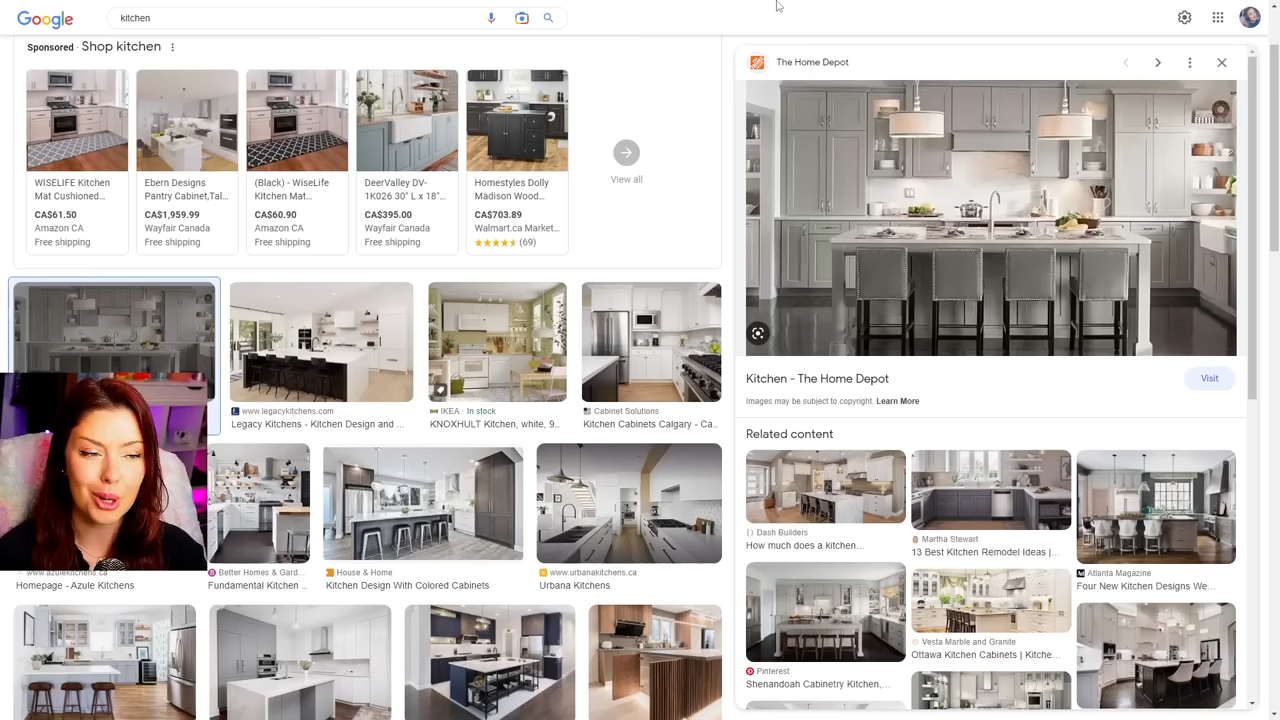 Google
kitchen
Sponsored · Shop kitchen
WISELIFE Kitchen
Mat Cushioned...
CA$61.50
Amazon CA
Free shipping
Ebern Designs
Pantry Cabinet,Tal...
CA$1,959.99
Wayfair Canada
Free shipping
(Black) - WiseLife
Kitchen Mat...
CA$60.90
Amazon CA
Free shipping
DeerValley DV-
1K026 30" L x 18"...
CA$395.00
Wayfair Canada
Free shipping
Homestyles Dolly
Madison Wood...
CA$703.89
Walmart.ca Market...
(69)
View all
www.legacykitchens.com
Legacy Kitchens - Kitchen Design and ...
IKEA · In stock
KNOXHULT Kitchen, white, 9...
Cabinet Solutions
Kitchen Cabinets Calgary - Ca...
www.azulekitchens.ca
Homepage - Azule Kitchens
Better Homes & Gard...
Fundamental Kitchen ...
House & Home
Kitchen Design With Colored Cabinets
www.urbanakitchens.ca
Urbana Kitchens
The Home Depot
Kitchen - The Home Depot
Visit
Images may be subject to copyright. Learn More
Related content
Dash Builders
How much does a kitchen...
Martha Stewart
13 Best Kitchen Remodel Ideas |...
Atlanta Magazine
Four New Kitchen Designs We...
Pinterest
Shenandoah Cabinetry Kitchen,...
Vesta Marble and Granite
Ottawa Kitchen Cabinets | Kitche...